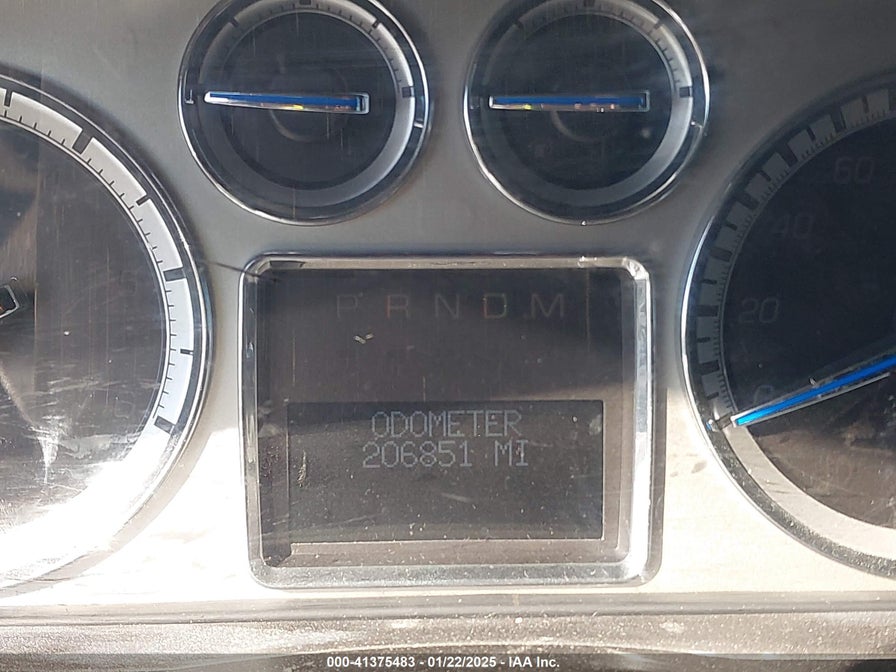 60
40
20
0
P R N D M
ODOMETER
206851 MI
000-41375483 - 01/22/2025 - IAA Inc.